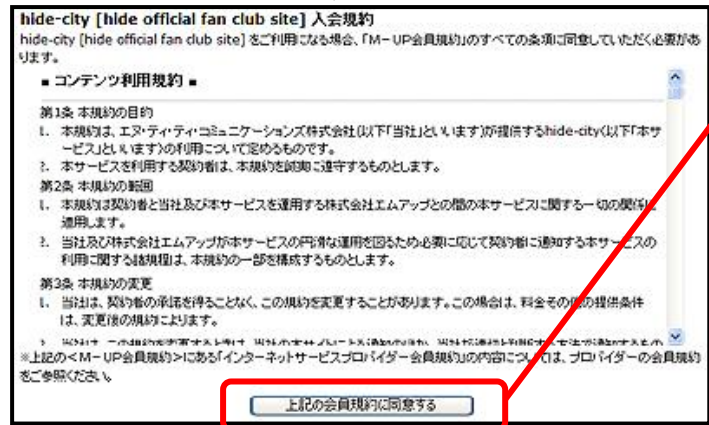 hide-city [hide official fan club site] 入会規約
hide-city [hide official fan club site] をご利用になる場合、「M－UP会員規約」のすべての条項に同意していただく必要があ
ります。
■ コンテンツ利用規約 ■
第1条 本規約の目的
1. 本規約は、エヌ・ティ・ティ・コミュニケーションズ株式会社(以下「当社」といいます)が提供するhide-city(以下「本サ
ービス」といいます)の利用について定めるものです。
2. 本サービスを利用する契約者は、本規約を誠実に遵守するものとします。
第2条 本規約の範囲
1. 本規約は契約者と当社及び本サービスを運用する株式会社エムアップとの間の本サービスに関する一切の関係に
適用します。
2. 当社及び株式会社エムアップが本サービスの円滑な運用を図るため必要に応じて契約者に通知する本サービスの
利用に関する諸規程は、本規約の一部を構成するものとします。
第3条 本規約の変更
1. 当社は、契約者の承諾を得ることなく、この規約を変更することがあります。この場合は、料金その他の提供条件
は、変更後の規約によります。
※上記の＜M－UP会員規約＞にある「インターネットサービスプロバイダー会員規約」の内容については、プロバイダーの会員規約
をご参照ください。
上記の会員規約に同意する